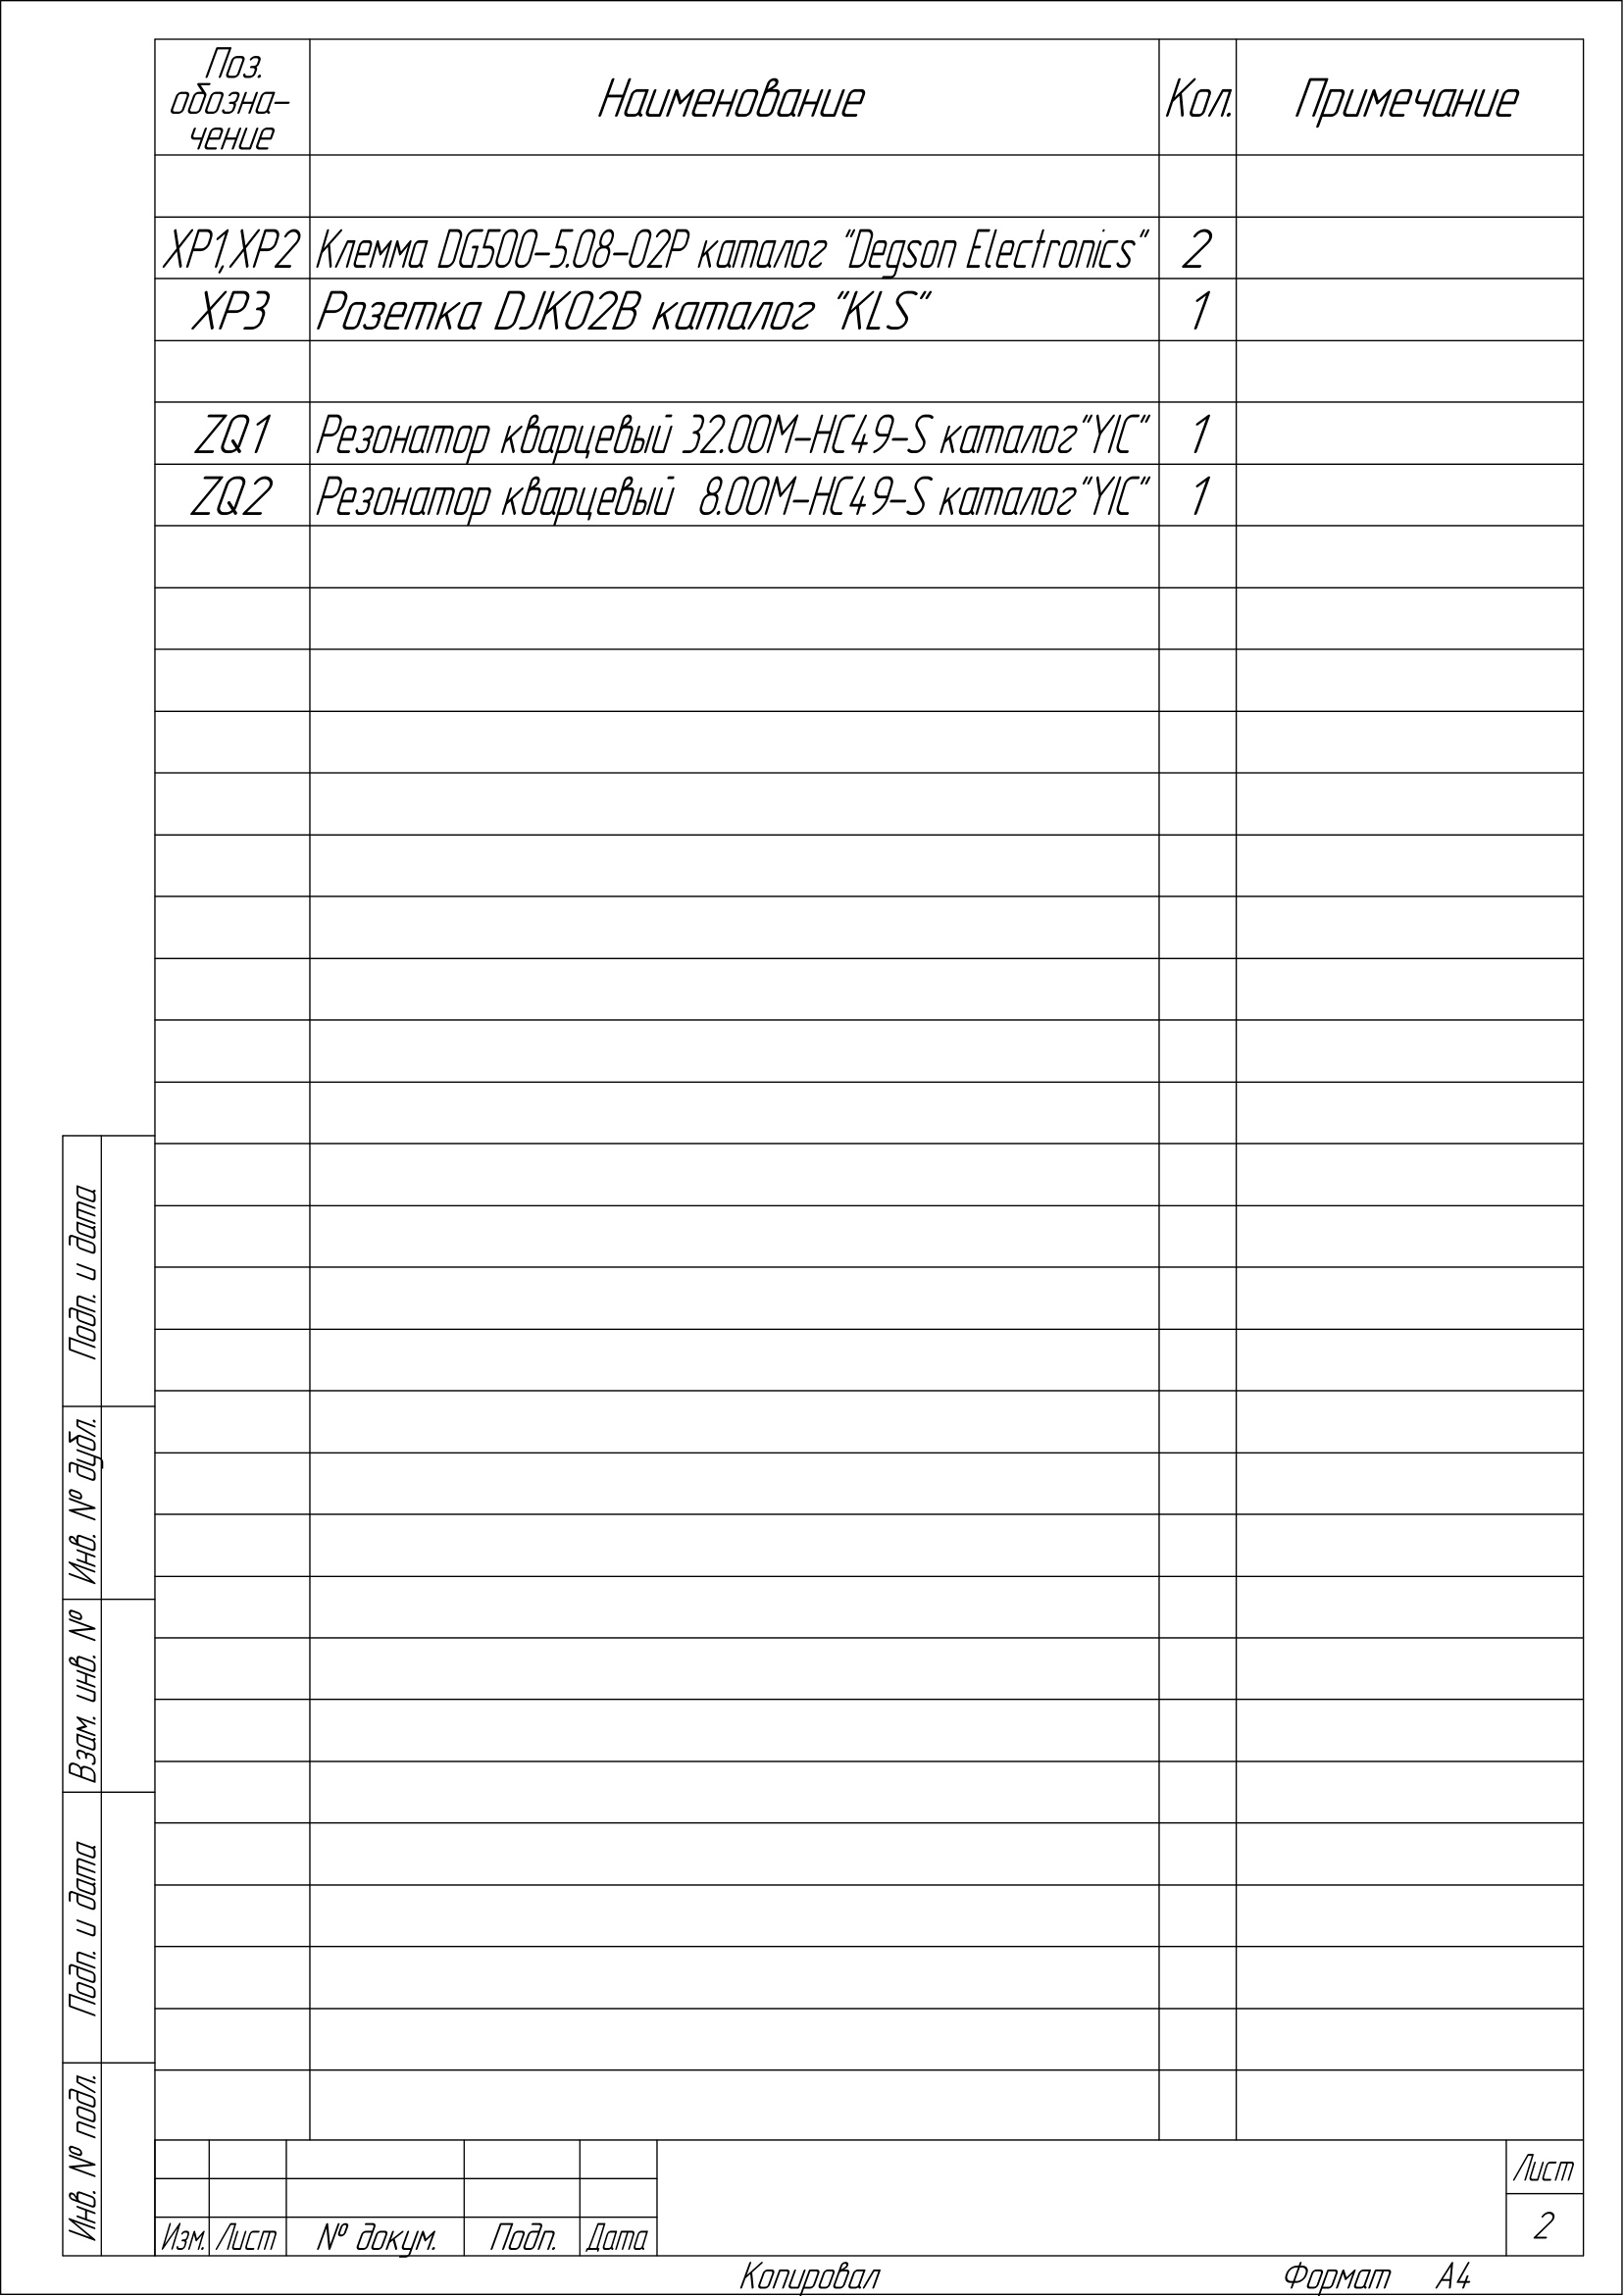 Поз.
обозна-
чение
Наименование
Кол.
Примечание
XP1,XP2 Клемма DG500-5.08-02P каталог "Degson Electronics" 2
XP3 Розетка DJK02B каталог "KLS" 1
ZQ1 Резонатор кварцевый 32.00M-HC49-S каталог"YIC" 1
ZQ2 Резонатор кварцевый 8.00M-HC49-S каталог"YIC" 1
Подп. и дата
Инв. № дубл.
Взам. инв. №
Подп. и дата
Инв. № подл.
Изм. Лист № докум. Подп. Дата
Лист
2
Копировал Формат A4